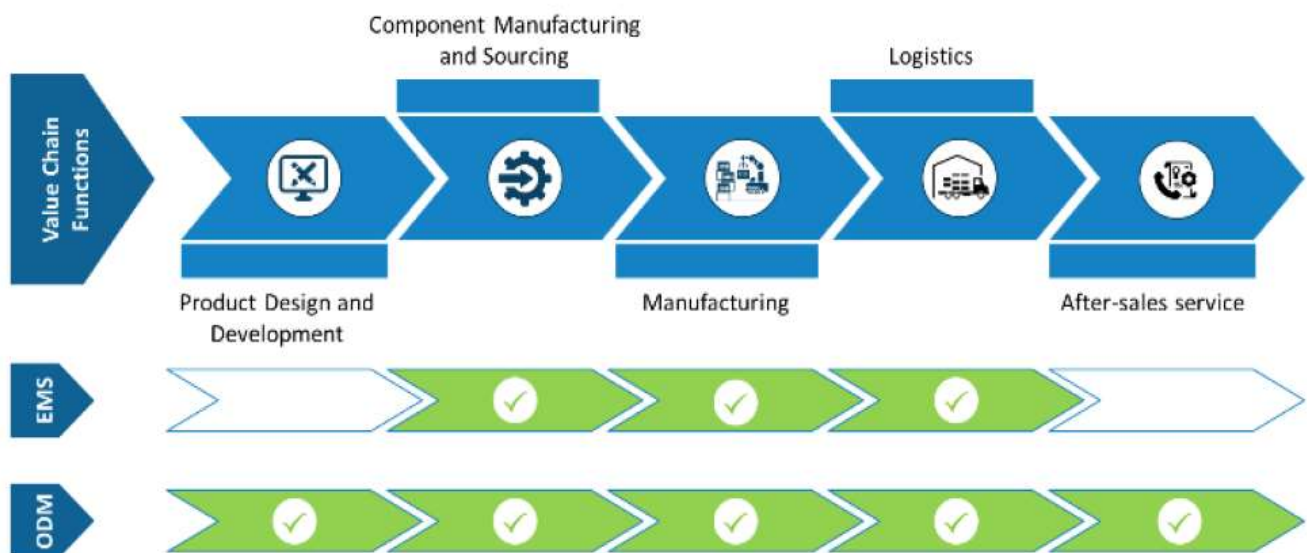 Component Manufacturing
and Sourcing
Logistics
Value Chain
Functions
Product Design and
Development
Manufacturing
After-sales service
EMS
ODM